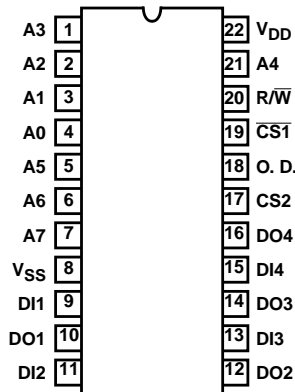 A3 1 22 VDD
A2 2 21 A4
A1 3 20 R/W̅
A0 4 19 C̅S̅1̅
A5 5 18 O. D.
A6 6 17 CS2
A7 7 16 DO4
VSS 8 15 DI4
DI1 9 14 DO3
DO1 10 13 DI3
DI2 11 12 DO2